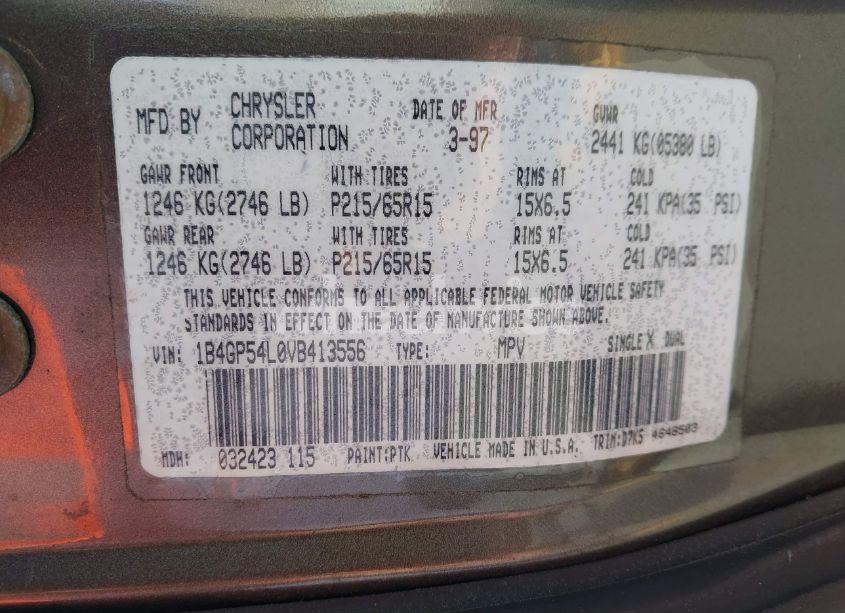 MFD BY CHRYSLER CORPORATION DATE OF MFR 3-97 GVWR 2441 KG(05380 LB)
GAWR FRONT WITH TIRES RIMS AT COLD
1246 KG(2746 LB) P215/65R15 15X6.5 241 KPA(35 PSI)
GAWR REAR WITH TIRES RIMS AT COLD
1246 KG(2746 LB) P215/65R15 15X6.5 241 KPA(35 PSI)
THIS VEHICLE CONFORMS TO ALL APPLICABLE FEDERAL MOTOR VEHICLE SAFETY
STANDARDS IN EFFECT ON THE DATE OF MANUFACTURE SHOWN ABOVE.
VIN: 1B4GP54L0VB413556 TYPE: MPV SINGLE X DUAL
MDH: 032423 115 PAINT:PTK VEHICLE MADE IN U.S.A. TRIM:D7K5 4648503